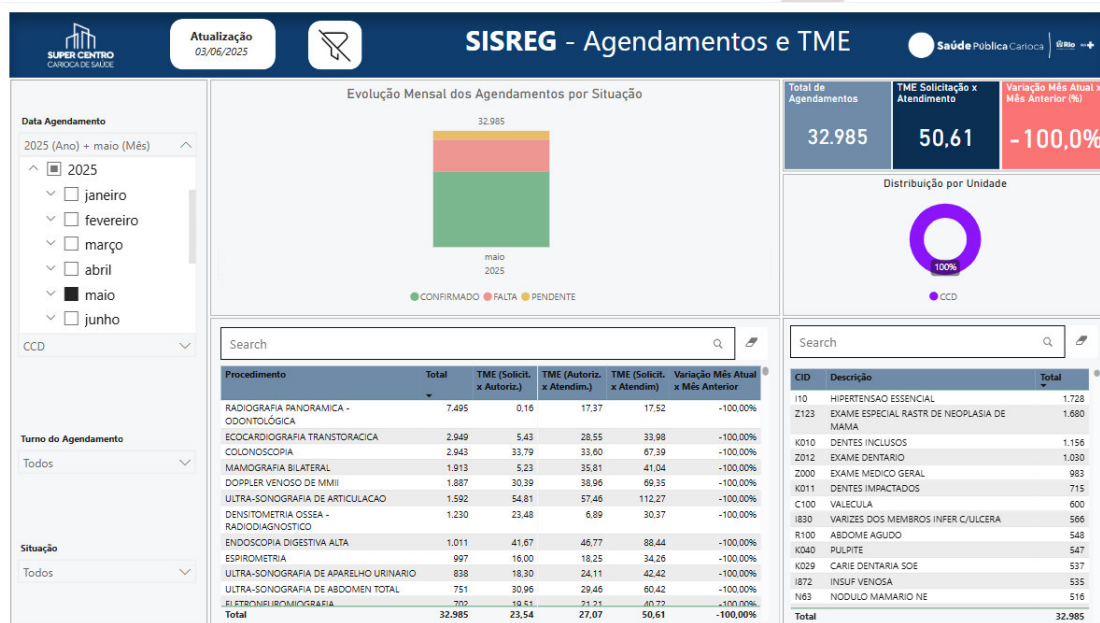 SUPER CENTRO
CARIOCA DE SAÚDE
Atualização
03/06/2025
SISREG - Agendamentos e TME
Saúde Pública Carioca
Rio
Data Agendamento
2025 (Ano) + maio (Mês)
2025
janeiro
fevereiro
março
abril
maio
junho
CCD
Turno do Agendamento
Todos
Situação
Todos
Evolução Mensal dos Agendamentos por Situação
32.985
maio
2025
CONFIRMADO FALTA PENDENTE
Total de
Agendamentos
32.985
TME Solicitação x
Atendimento
50,61
Variação Mês Atual x
Mês Anterior (%)
-100,0%
Distribuição por Unidade
100%
CCD
Search
Procedimento Total TME (Solicit. x Autoriz.) TME (Autoriz. x Atendim.) TME (Solicit. x Atendim) Variação Mês Atual x Mês Anterior
RADIOGRAFIA PANORAMICA - ODONTOLÓGICA 7.495 0,16 17,37 17,52 -100,00%
ECOCARDIOGRAFIA TRANSTORACICA 2.949 5,43 28,55 33,98 -100,00%
COLONOSCOPIA 2.943 33,79 33,60 67,39 -100,00%
MAMOGRAFIA BILATERAL 1.913 5,23 35,81 41,04 -100,00%
DOPPLER VENOSO DE MMII 1.887 30,39 38,96 69,35 -100,00%
ULTRA-SONOGRAFIA DE ARTICULACAO 1.592 54,81 57,46 112,27 -100,00%
DENSITOMETRIA OSSEA - RADIODIAGNOSTICO 1.230 23,48 6,89 30,37 -100,00%
ENDOSCOPIA DIGESTIVA ALTA 1.011 41,67 46,77 88,44 -100,00%
ESPIROMETRIA 997 16,00 18,25 34,26 -100,00%
ULTRA-SONOGRAFIA DE APARELHO URINARIO 838 18,30 24,11 42,42 -100,00%
ULTRA-SONOGRAFIA DE ABDOMEN TOTAL 751 30,96 29,46 60,42 -100,00%
ELETRONEUROMIOGRAFIA 702 19,51 21,21 40,72 -100,00%
Total 32.985 23,54 27,07 50,61 -100,00%
Search
CID Descrição Total
I10 HIPERTENSAO ESSENCIAL 1.728
Z123 EXAME ESPECIAL RASTR DE NEOPLASIA DE MAMA 1.680
K010 DENTES INCLUSOS 1.156
Z012 EXAME DENTARIO 1.030
Z000 EXAME MEDICO GERAL 983
K011 DENTES IMPACTADOS 715
C100 VALECULA 600
I830 VARIZES DOS MEMBROS INFER C/ULCERA 566
R100 ABDOME AGUDO 548
K040 PULPITE 547
K029 CARIE DENTARIA SOE 537
I872 INSUF VENOSA 535
N63 NODULO MAMARIO NE 516
Total 32.985